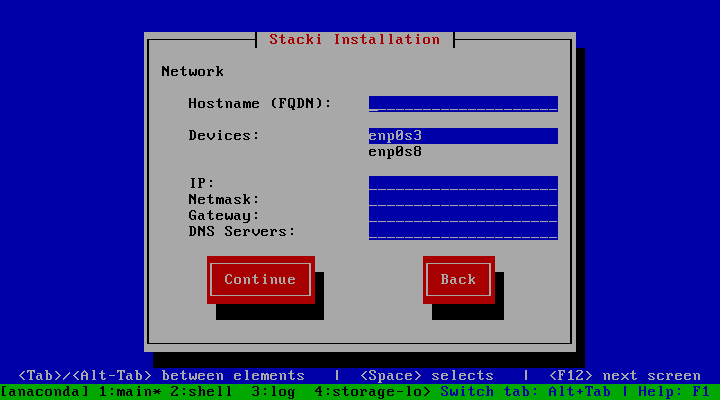 Stacki Installation
Network
Hostname (FQDN):
Devices: enp0s3
enp0s8
IP:
Netmask:
Gateway:
DNS Servers:
Continue Back
<Tab>/<Alt-Tab> between elements | <Space> selects | <F12> next screen
[anaconda] 1:main* 2:shell 3:log 4:storage-lo> Switch tab: Alt+Tab | Help: F1